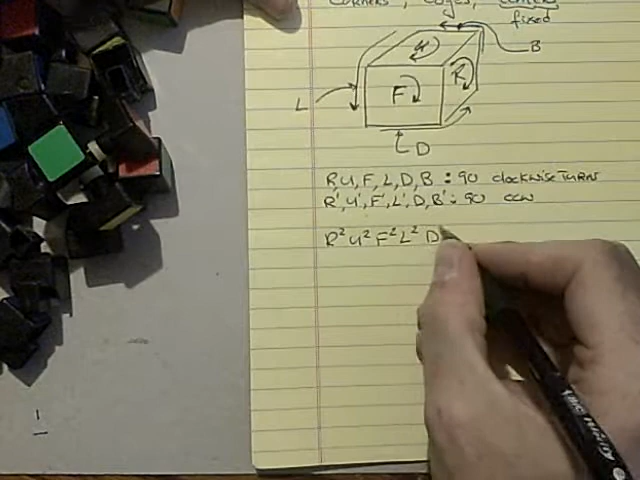 CORNERS, Edges, centers
fixed
U
B
R
F
L
D
R,U,F,L,D,B : 90 clockwise TURNS
R',U',F',L',D,B' : 90 ccw
R² U² F² L² D